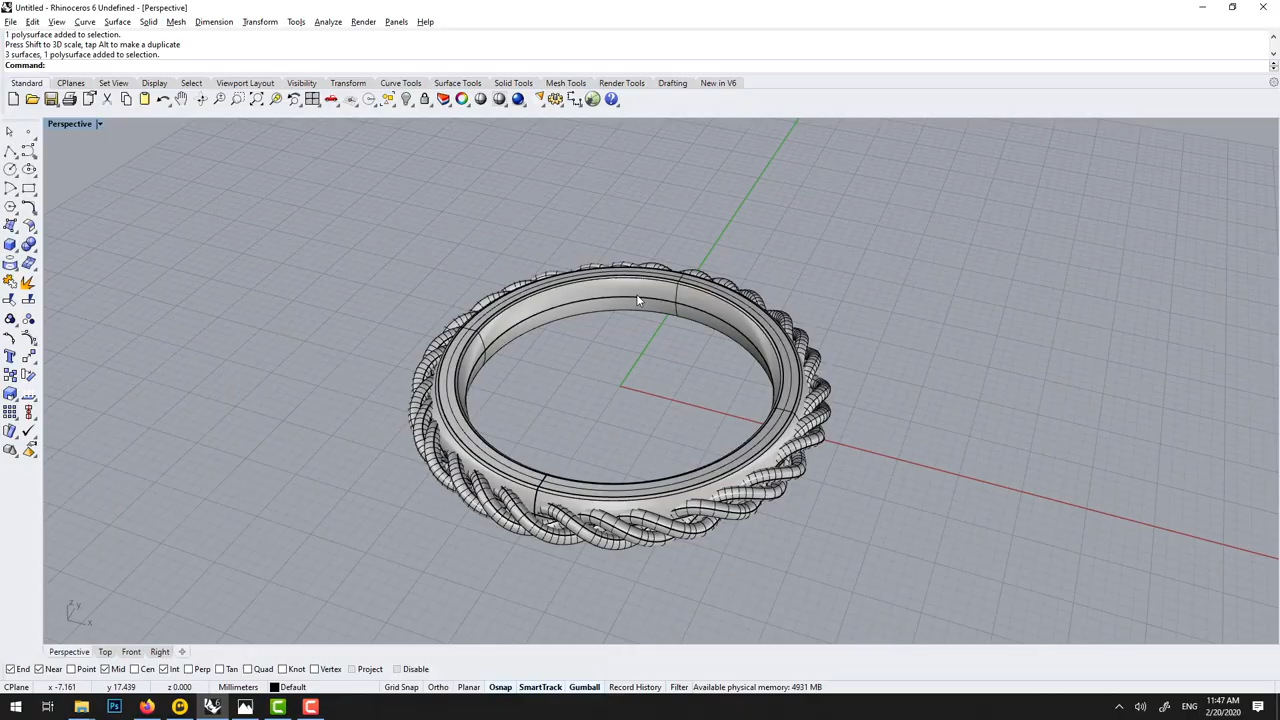 Untitled - Rhinoceros 6 Undefined - [Perspective]
File Edit View Curve Surface Solid Mesh Dimension Transform Tools Analyze Render Panels Help
1 polysurface added to selection.
Press Shift to 3D scale, tap Alt to make a duplicate
3 surfaces, 1 polysurface added to selection.
Command:
Standard CPlanes Set View Display Select Viewport Layout Visibility Transform Curve Tools Surface Tools Solid Tools Mesh Tools Render Tools Drafting New in V6
Perspective
z y
x
Perspective Top Front Right
End Near Point Mid Cen Int Perp Tan Quad Knot Vertex Project Disable
CPlane x -7.161 y 17.439 z 0.000 Millimeters Default Grid Snap Ortho Planar Osnap SmartTrack Gumball Record History Filter Available physical memory: 4931 MB
ENG
11:47 AM
2/20/2020